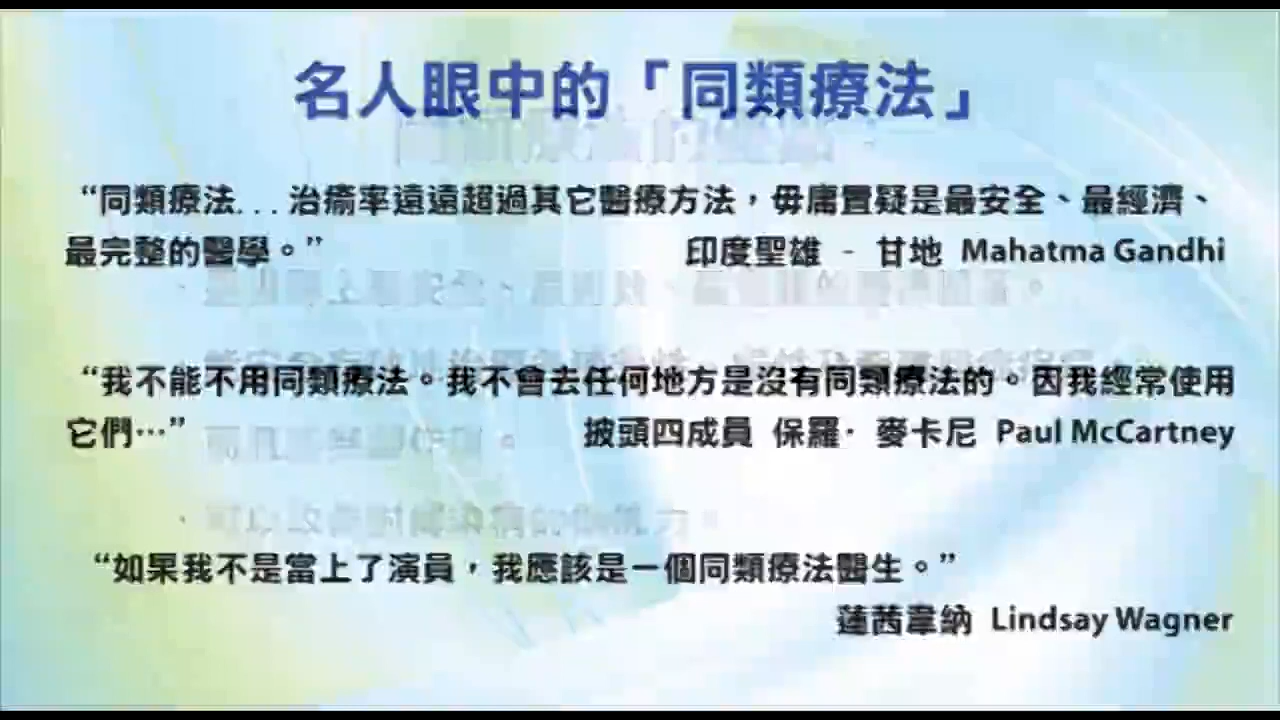 名人眼中的「同類療法」
“同類療法...治癒率遠遠超過其它醫療方法，毋庸置疑是最安全、最經濟、
最完整的醫學。” 印度聖雄 - 甘地 Mahatma Gandhi
“我不能不用同類療法。我不會去任何地方是沒有同類療法的。因我經常使用
它們…” 披頭四成員 保羅· 麥卡尼 Paul McCartney
“如果我不是當上了演員，我應該是一個同類療法醫生。”
蓮茜韋納 Lindsay Wagner